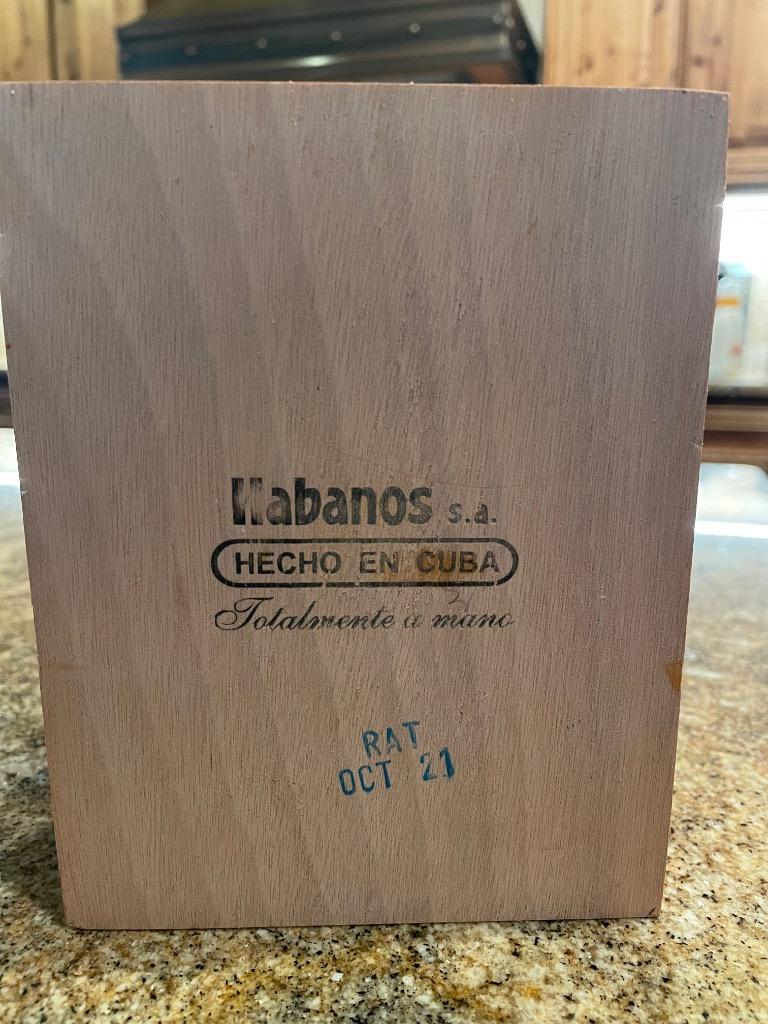 Habanos s.a.
HECHO EN CUBA
Totalmente a mano
RAT
OCT 21